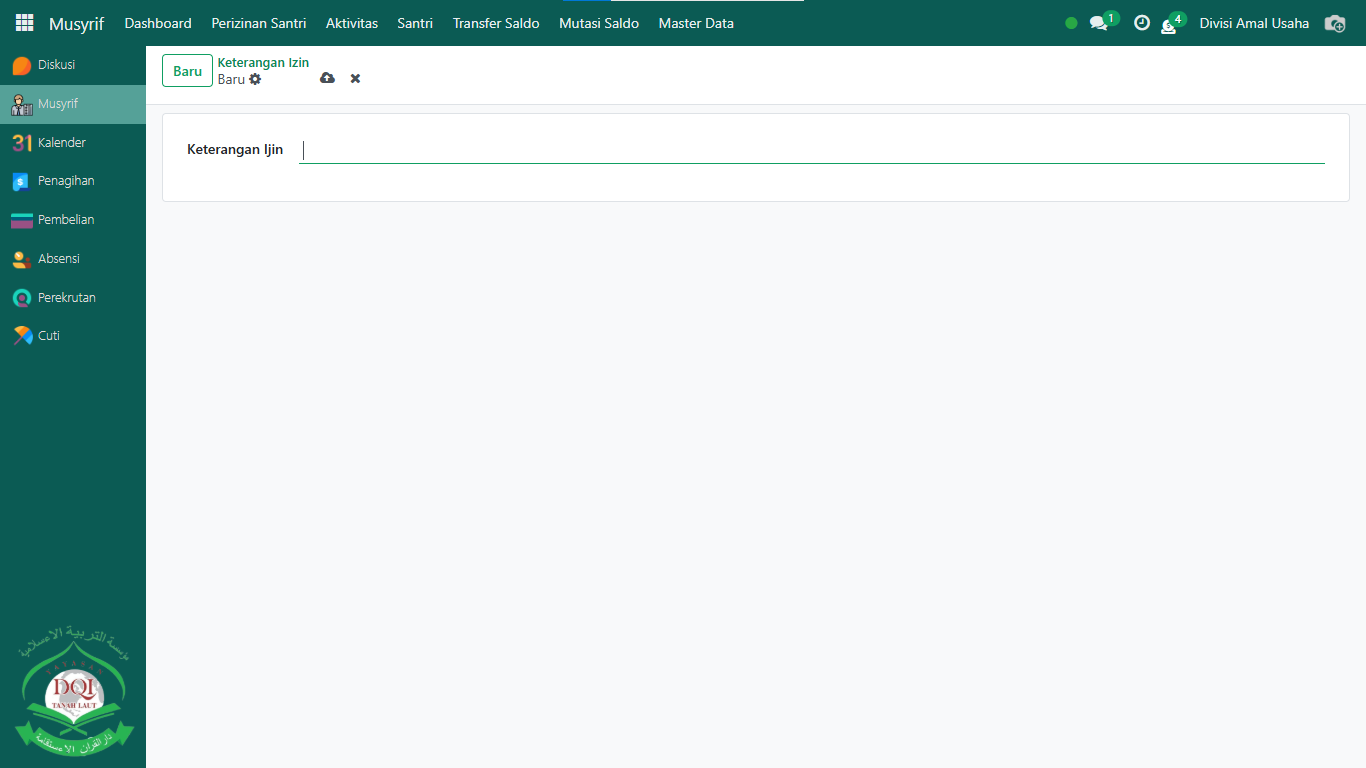 Musyrif Dashboard Perizinan Santri Aktivitas Santri Transfer Saldo Mutasi Saldo Master Data 1 4 Divisi Amal Usaha
Diskusi
Musyrif
31 Kalender
$ Penagihan
Pembelian
Absensi
Perekrutan
Cuti
Baru
Keterangan Izin
Baru
Keterangan Ijin
مؤسسة التربية الإسلامية
YAYASAN
DQI
TANAH LAUT
دار القرآن الاستقامة